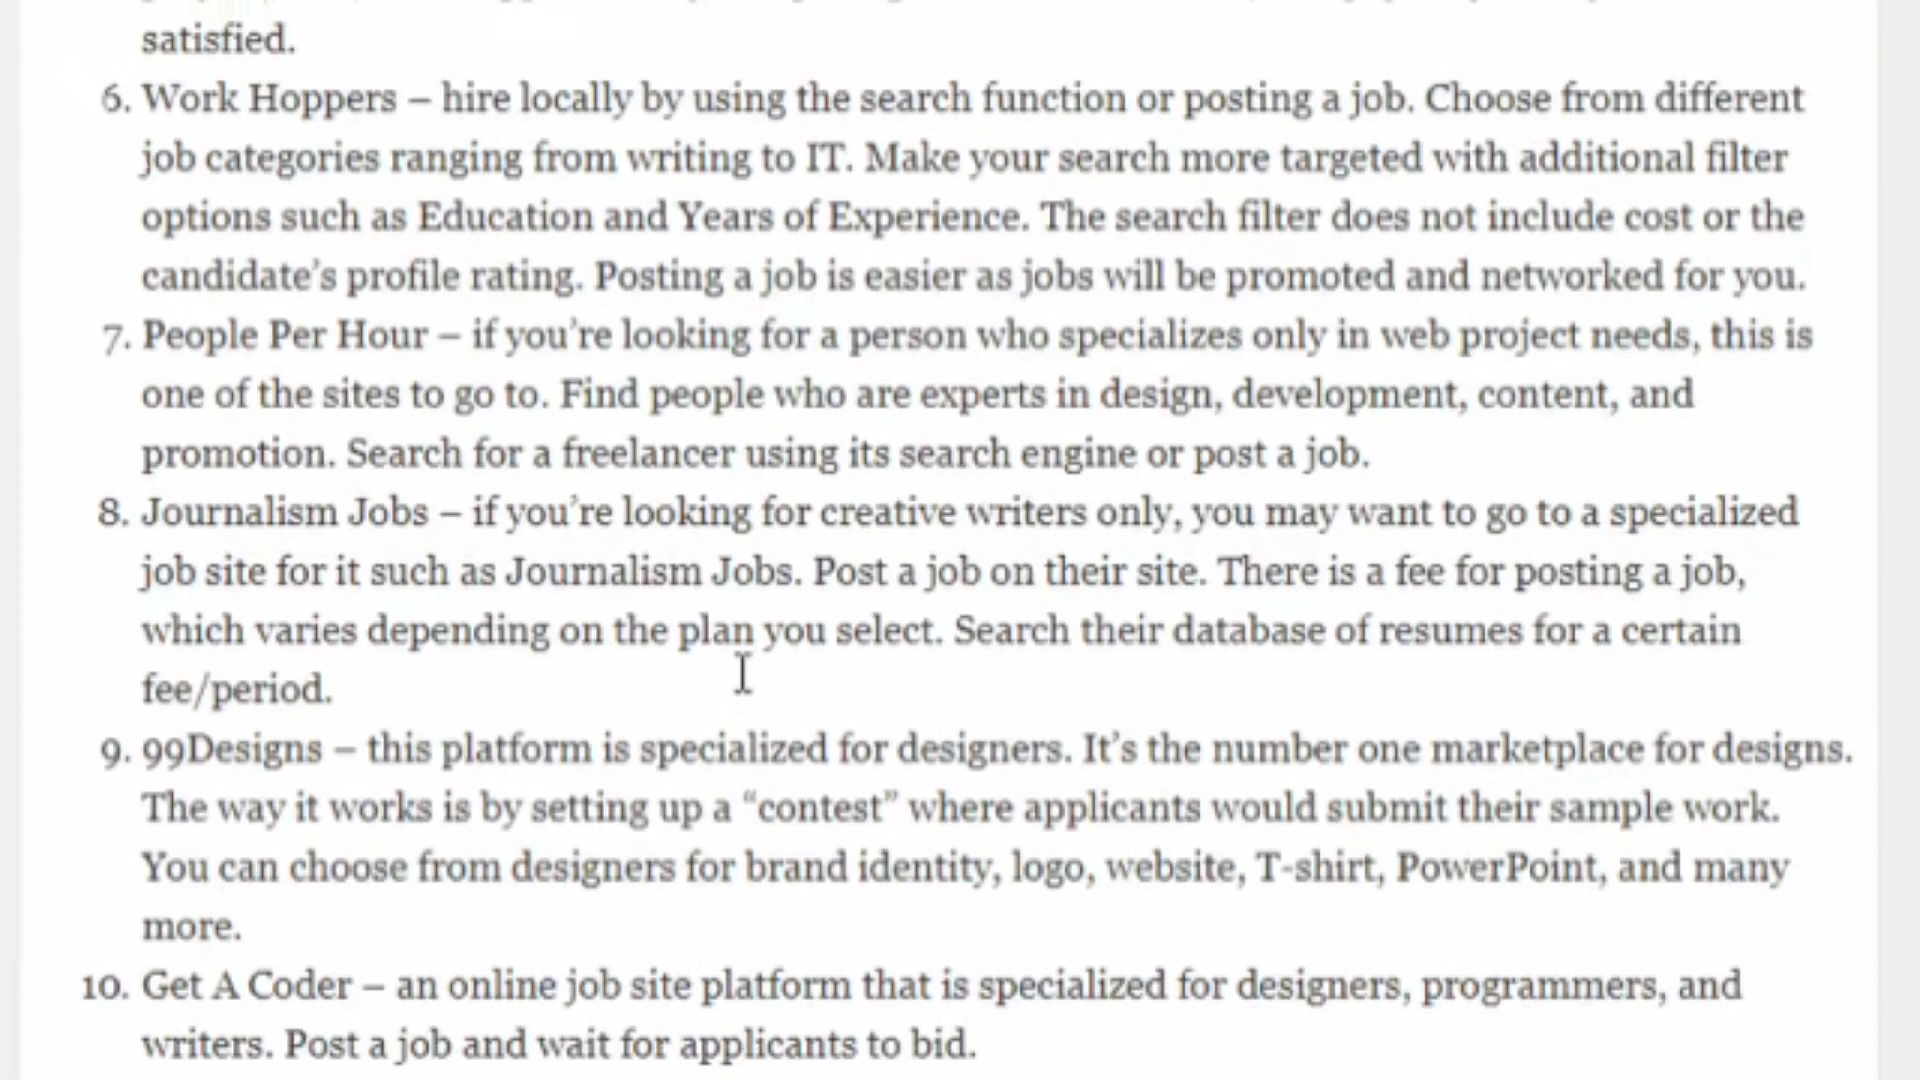 satisfied.
6. Work Hoppers – hire locally by using the search function or posting a job. Choose from different
job categories ranging from writing to IT. Make your search more targeted with additional filter
options such as Education and Years of Experience. The search filter does not include cost or the
candidate’s profile rating. Posting a job is easier as jobs will be promoted and networked for you.
7. People Per Hour – if you’re looking for a person who specializes only in web project needs, this is
one of the sites to go to. Find people who are experts in design, development, content, and
promotion. Search for a freelancer using its search engine or post a job.
8. Journalism Jobs – if you’re looking for creative writers only, you may want to go to a specialized
job site for it such as Journalism Jobs. Post a job on their site. There is a fee for posting a job,
which varies depending on the plan you select. Search their database of resumes for a certain
fee/period.
9. 99Designs – this platform is specialized for designers. It’s the number one marketplace for designs.
The way it works is by setting up a “contest” where applicants would submit their sample work.
You can choose from designers for brand identity, logo, website, T-shirt, PowerPoint, and many
more.
10. Get A Coder – an online job site platform that is specialized for designers, programmers, and
writers. Post a job and wait for applicants to bid.